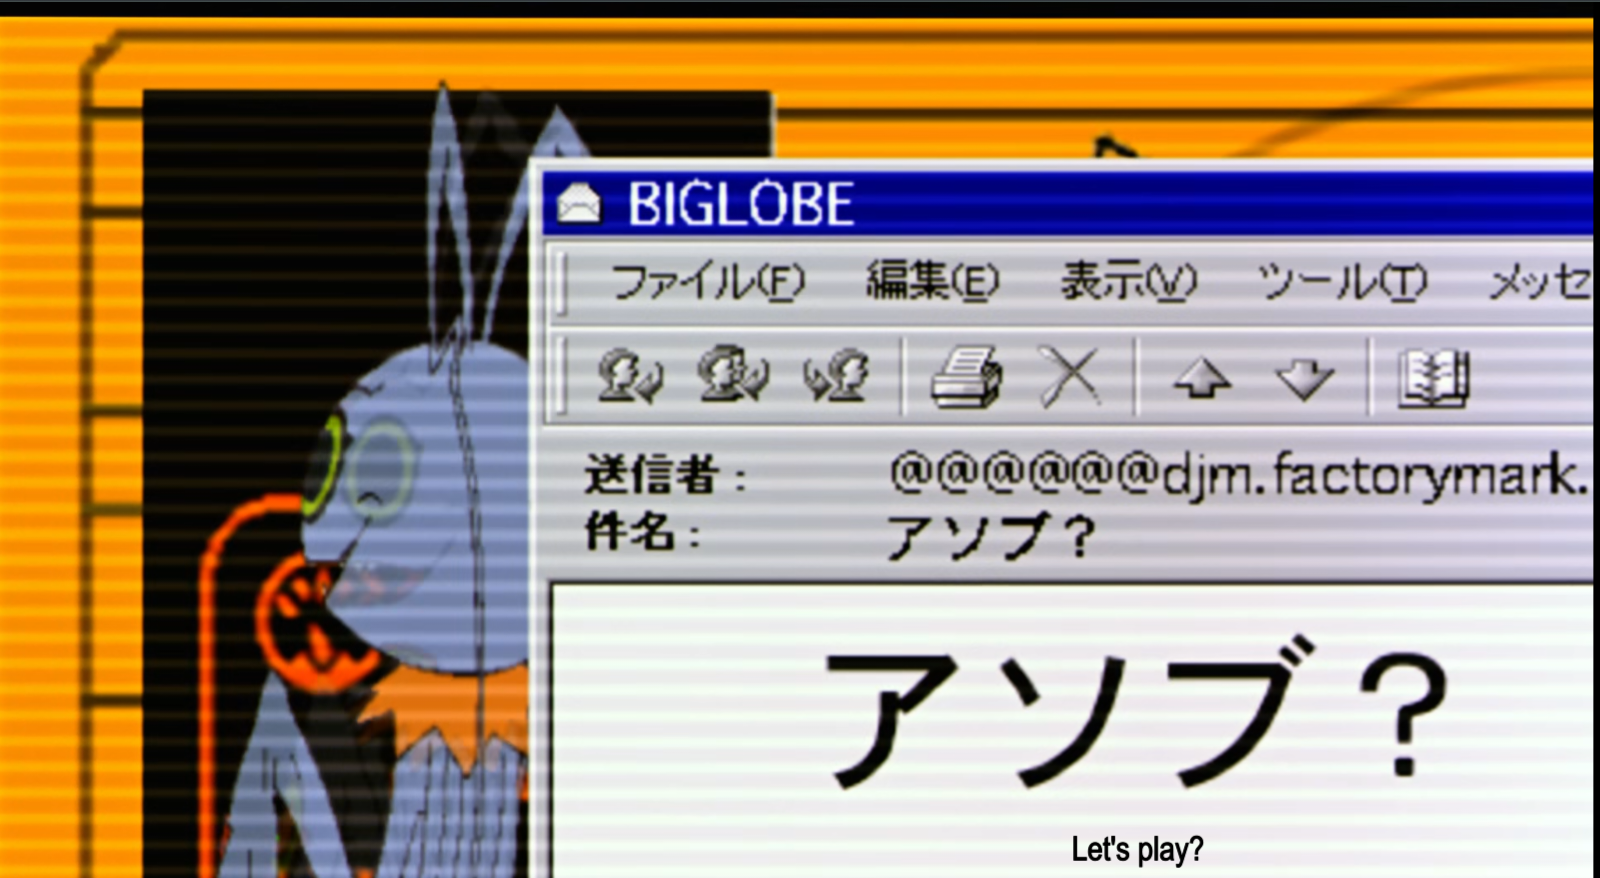 BIGLOBE
ファイル(F) 編集(E) 表示(V) ツール(T) メッセ
送信者: @@@@@@djm.factorymark.
件名: アソブ?
アソブ?
Let's play?